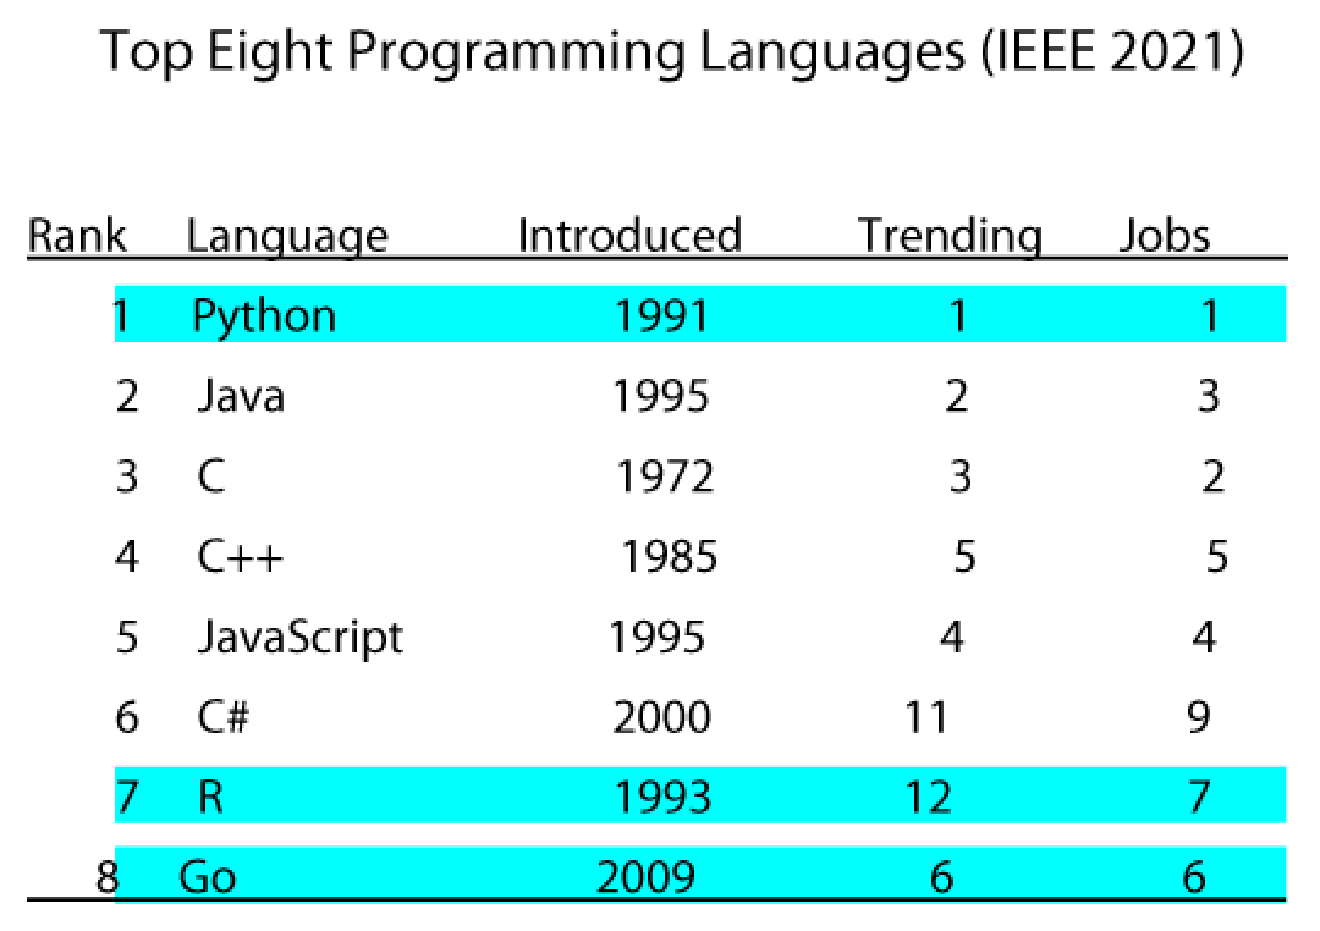 Top Eight Programming Languages (IEEE 2021)
Rank Language Introduced Trending Jobs
1 Python 1991 1 1
2 Java 1995 2 3
3 C 1972 3 2
4 C++ 1985 5 5
5 JavaScript 1995 4 4
6 C# 2000 11 9
7 R 1993 12 7
8 Go 2009 6 6